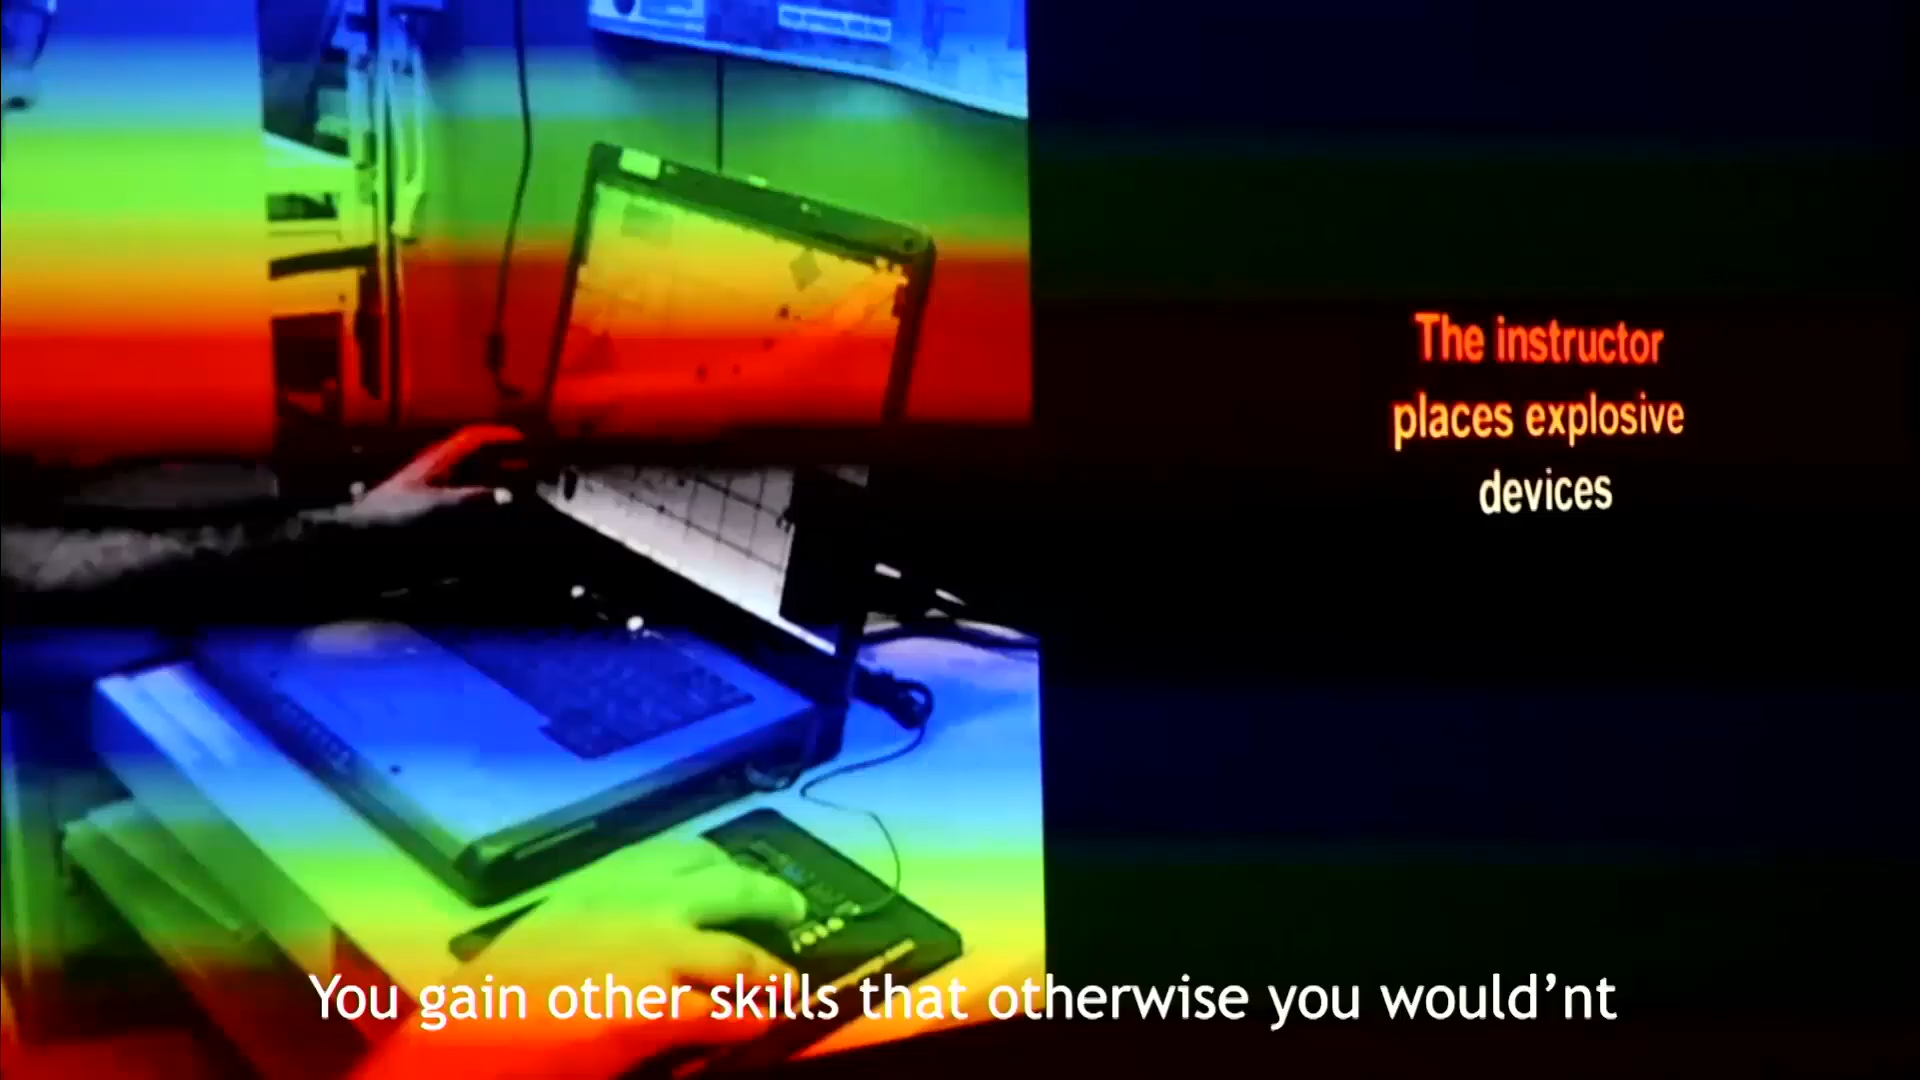 The instructor
places explosive
devices
You gain other skills that otherwise you would’nt